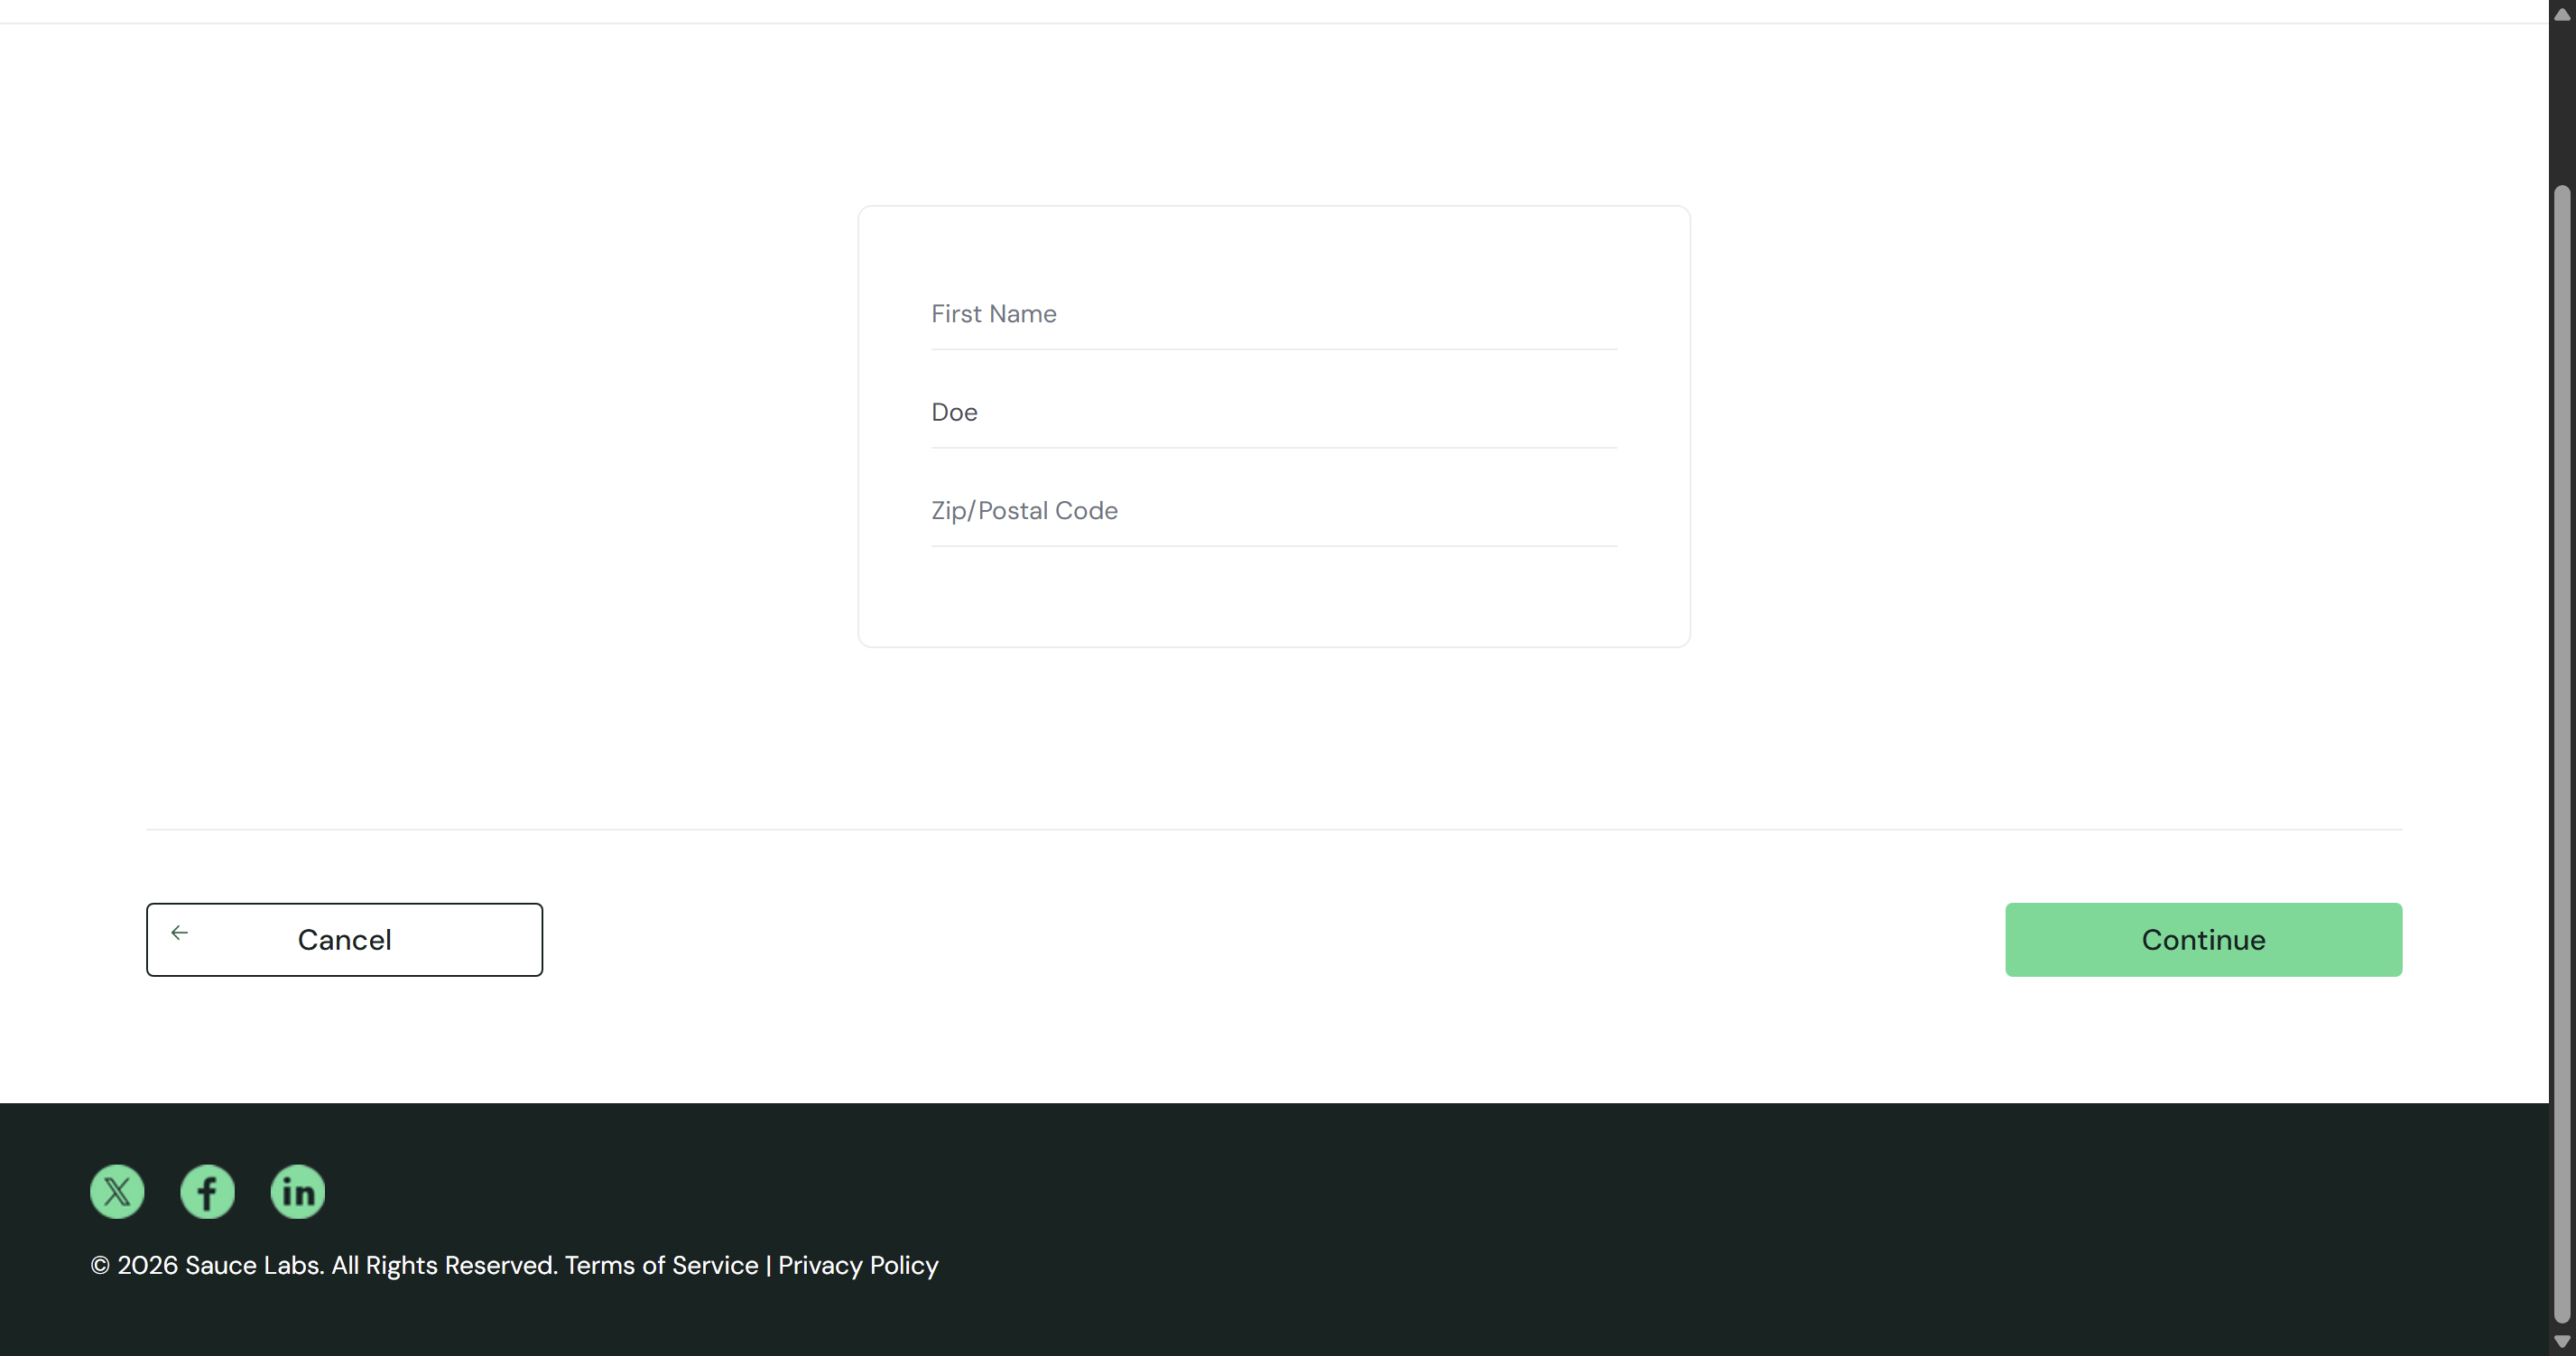 First Name
Doe
Zip/Postal Code
Cancel
Continue
© 2026 Sauce Labs. All Rights Reserved. Terms of Service | Privacy Policy